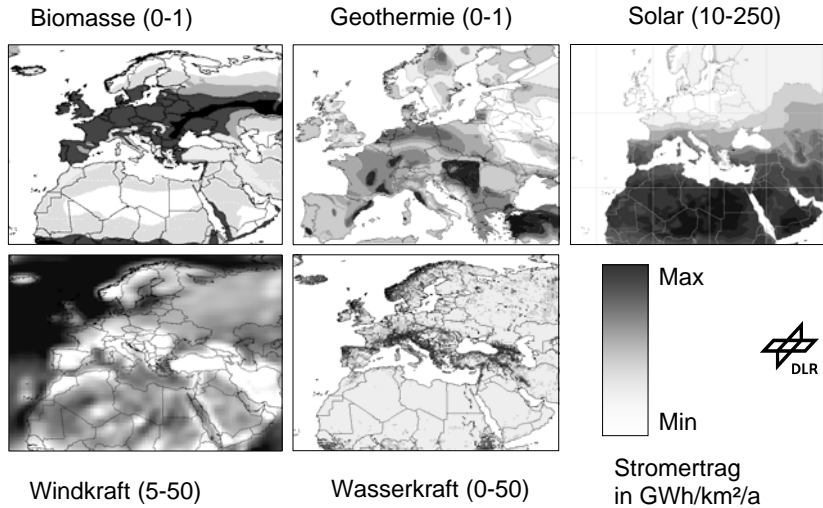 Biomasse (0-1)
Geothermie (0-1)
Solar (10-250)
Max
DLR
Min
Windkraft (5-50)
Wasserkraft (0-50)
Stromertrag
in GWh/km²/a